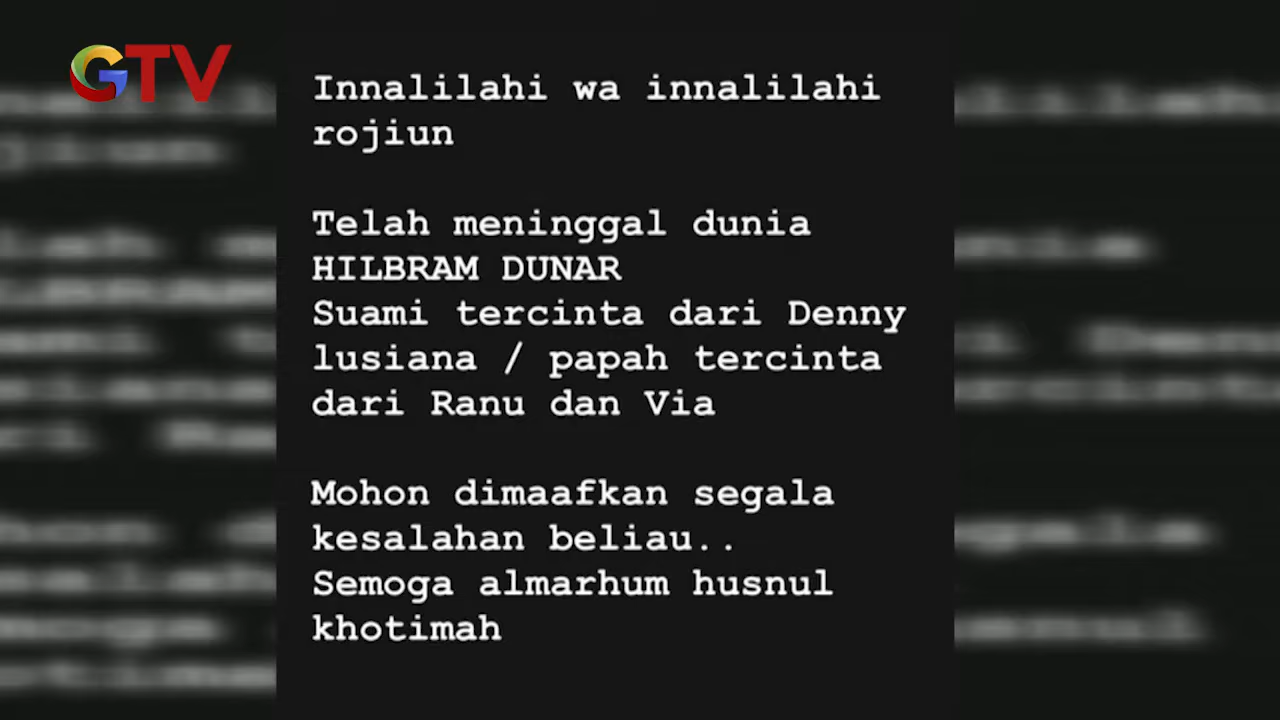 GTV
Innalilahi wa innalilahi
rojiun
Telah meninggal dunia
HILBRAM DUNAR
Suami tercinta dari Denny
lusiana / papah tercinta
dari Ranu dan Via
Mohon dimaafkan segala
kesalahan beliau..
Semoga almarhum husnul
khotimah